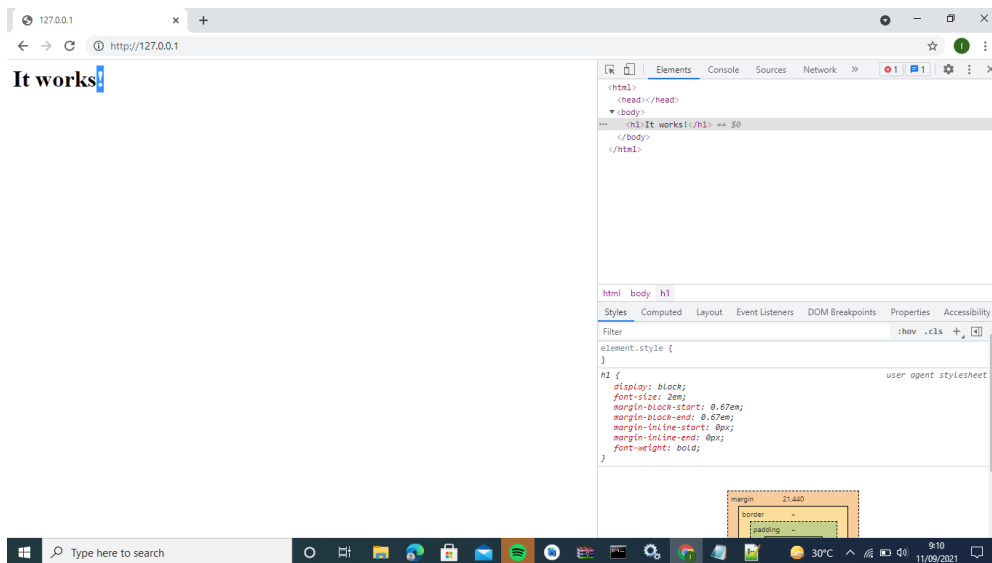 127.0.0.1
http://127.0.0.1
It works!
Elements Console Sources Network » 1 1
<html>
<head></head>
<body>
... <h1>It works!</h1> == $0
</body>
</html>
html body h1
Styles Computed Layout Event Listeners DOM Breakpoints Properties Accessibility
Filter :hov .cls +
element.style {
}
h1 { user agent stylesheet
display: block;
font-size: 2em;
margin-block-start: 0.67em;
margin-block-end: 0.67em;
margin-inline-start: 0px;
margin-inline-end: 0px;
font-weight: bold;
}
margin 21.440
border –
padding –
Type here to search 30°C 9:10
11/09/2021